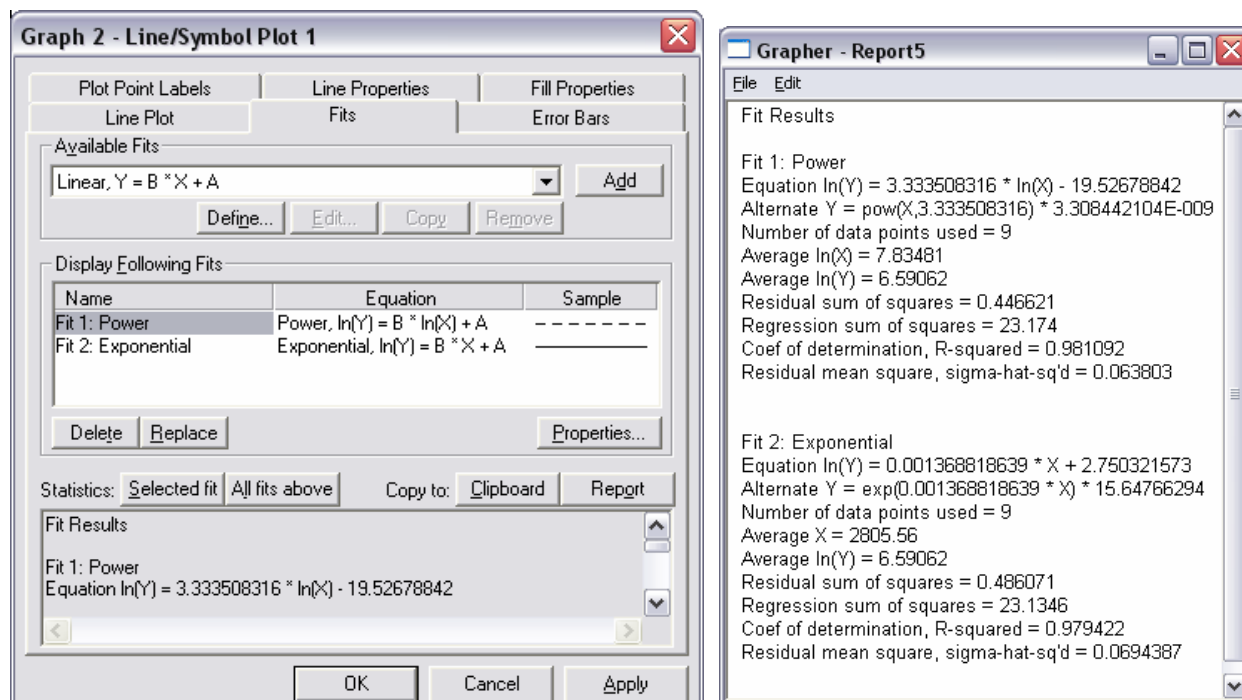 Graph 2 - Line/Symbol Plot 1
Plot Point Labels
Line Properties
Fill Properties
Line Plot
Fits
Error Bars
Available Fits
Linear, Y = B * X + A
Add
Define...
Edit...
Copy
Remove
Display Following Fits
Name
Equation
Sample
Fit 1: Power
Power, ln(Y) = B * ln(X) + A
Fit 2: Exponential
Exponential, ln(Y) = B * X + A
Delete
Replace
Properties...
Statistics:
Selected fit
All fits above
Copy to:
Clipboard
Report
Fit Results
Fit 1: Power
Equation ln(Y) = 3.333508316 * ln(X) - 19.52678842
OK
Cancel
Apply
Grapher - Report5
File Edit
Fit Results
Fit 1: Power
Equation ln(Y) = 3.333508316 * ln(X) - 19.52678842
Alternate Y = pow(X,3.333508316) * 3.308442104E-009
Number of data points used = 9
Average ln(X) = 7.83481
Average ln(Y) = 6.59062
Residual sum of squares = 0.446621
Regression sum of squares = 23.174
Coef of determination, R-squared = 0.981092
Residual mean square, sigma-hat-sq'd = 0.063803
Fit 2: Exponential
Equation ln(Y) = 0.001368818639 * X + 2.750321573
Alternate Y = exp(0.001368818639 * X) * 15.64766294
Number of data points used = 9
Average X = 2805.56
Average ln(Y) = 6.59062
Residual sum of squares = 0.486071
Regression sum of squares = 23.1346
Coef of determination, R-squared = 0.979422
Residual mean square, sigma-hat-sq'd = 0.0694387